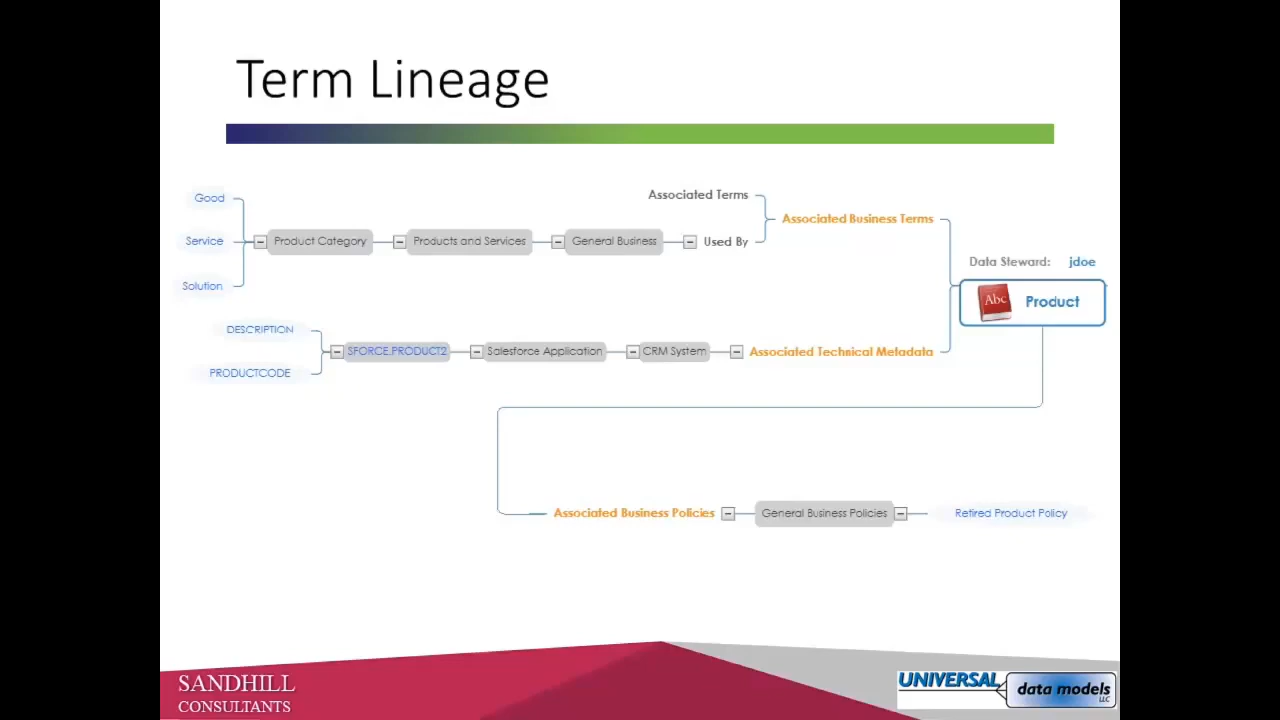 Term Lineage
Good
Service
Solution
Product Category
Products and Services
General Business
Used By
Associated Terms
Associated Business Terms
Data Steward: jdoe
Abc
Product
DESCRIPTION
PRODUCTCODE
SFORCE.PRODUCT2
Salesforce Application
CRM System
Associated Technical Metadata
Associated Business Policies
General Business Policies
Retired Product Policy
SANDHILL
CONSULTANTS
UNIVERSAL
data models
LLC